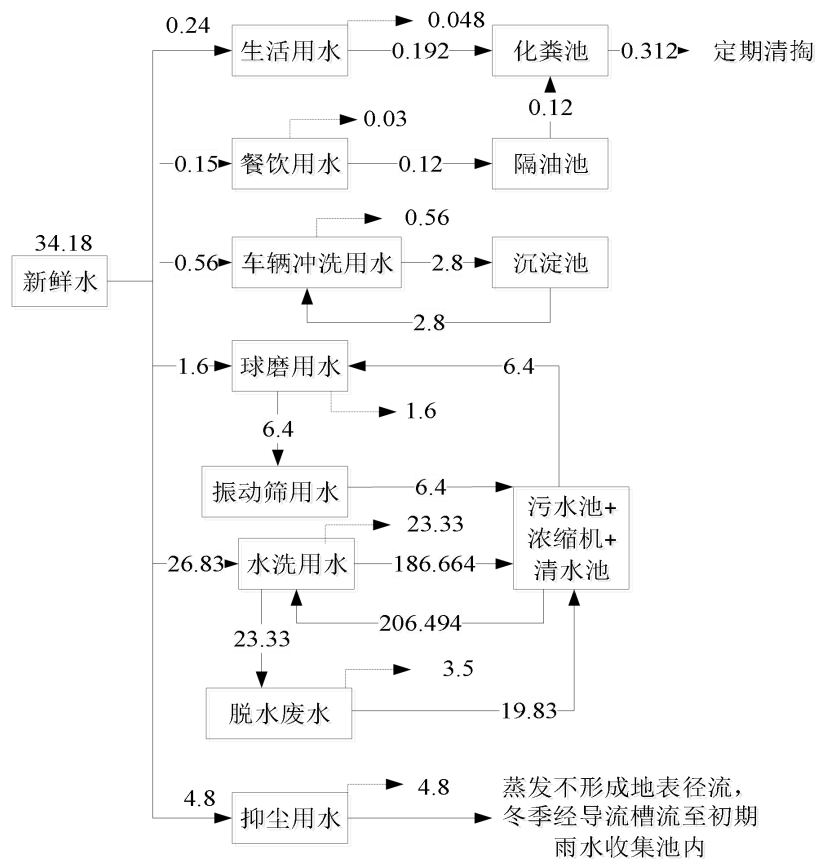 0.24
生活用水
0.048
0.192
化粪池
0.312
定期清掏
0.12
0.15
餐饮用水
0.03
0.12
隔油池
34.18
新鲜水
0.56
车辆冲洗用水
0.56
2.8
沉淀池
2.8
1.6
球磨用水
6.4
1.6
6.4
振动筛用水
6.4
污水池+
浓缩机+
清水池
26.83
水洗用水
23.33
186.664
206.494
23.33
脱水废水
3.5
19.83
4.8
抑尘用水
4.8
蒸发不形成地表径流，
冬季经导流槽流至初期
雨水收集池内